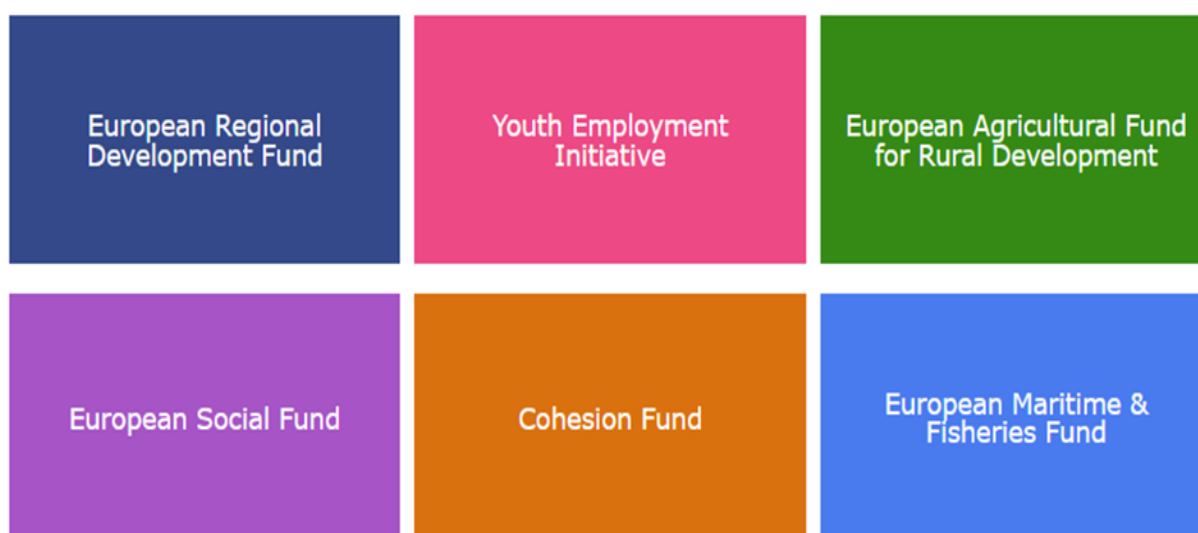 European Regional
Development Fund
Youth Employment
Initiative
European Agricultural Fund
for Rural Development
European Social Fund
Cohesion Fund
European Maritime &
Fisheries Fund